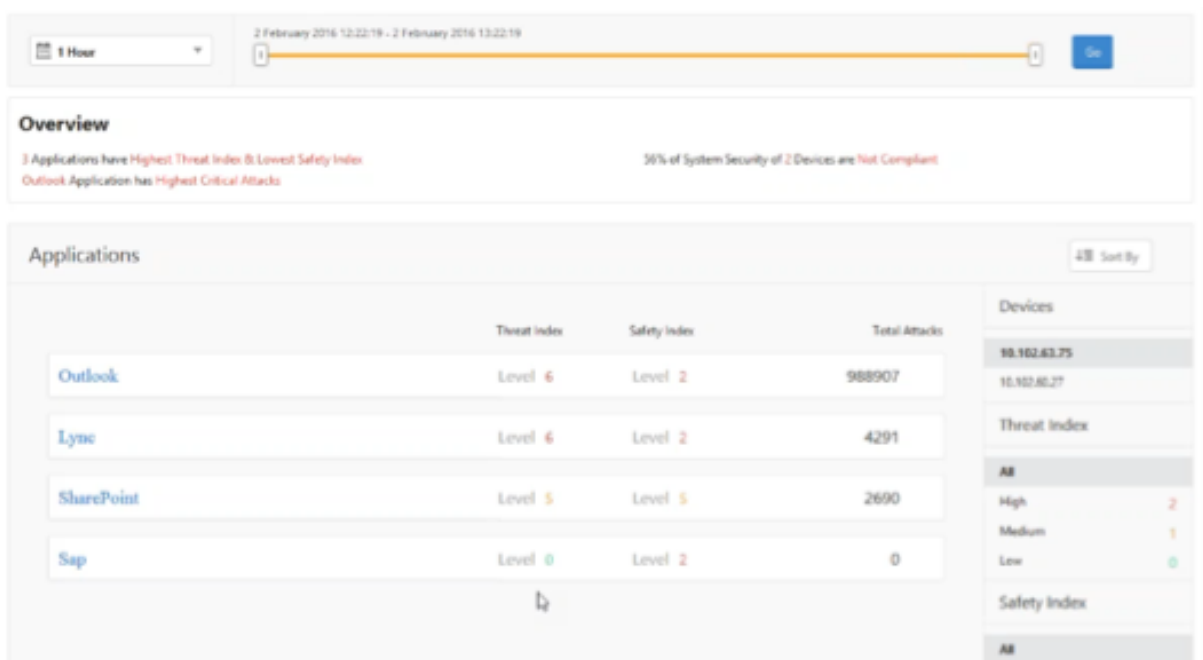 1 Hour
2 February 2016 12:22:19 - 2 February 2016 13:22:19
Go
Overview
3 Applications have Highest Threat Index & Lowest Safety Index
56% of System Security of 2 Devices are Not Compliant
Outlook Application has Highest Critical Attacks
Applications
Sort By
Devices
Threat Index Safety Index Total Attacks
10.102.63.75
Outlook Level 6 Level 2 988907
10.102.60.27
Threat Index
Lync Level 6 Level 2 4291
All
SharePoint Level 5 Level 5 2690
High 2
Medium 1
Sap Level 0 Level 2 0
Low 0
Safety Index
All